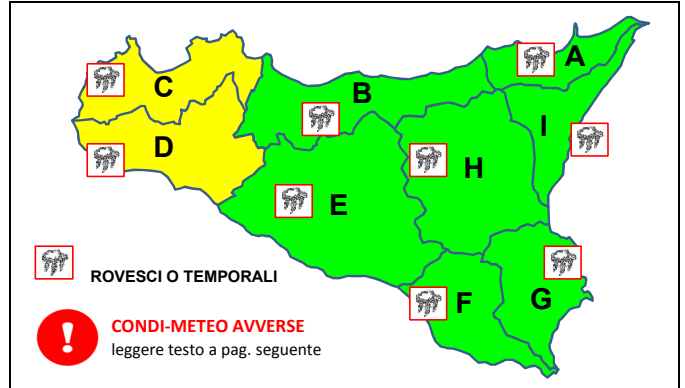 A
C
B
I
D
H
E
ROVESCI O TEMPORALI
F
G
CONDI-METEO AVVERSE
leggere testo a pag. seguente
!